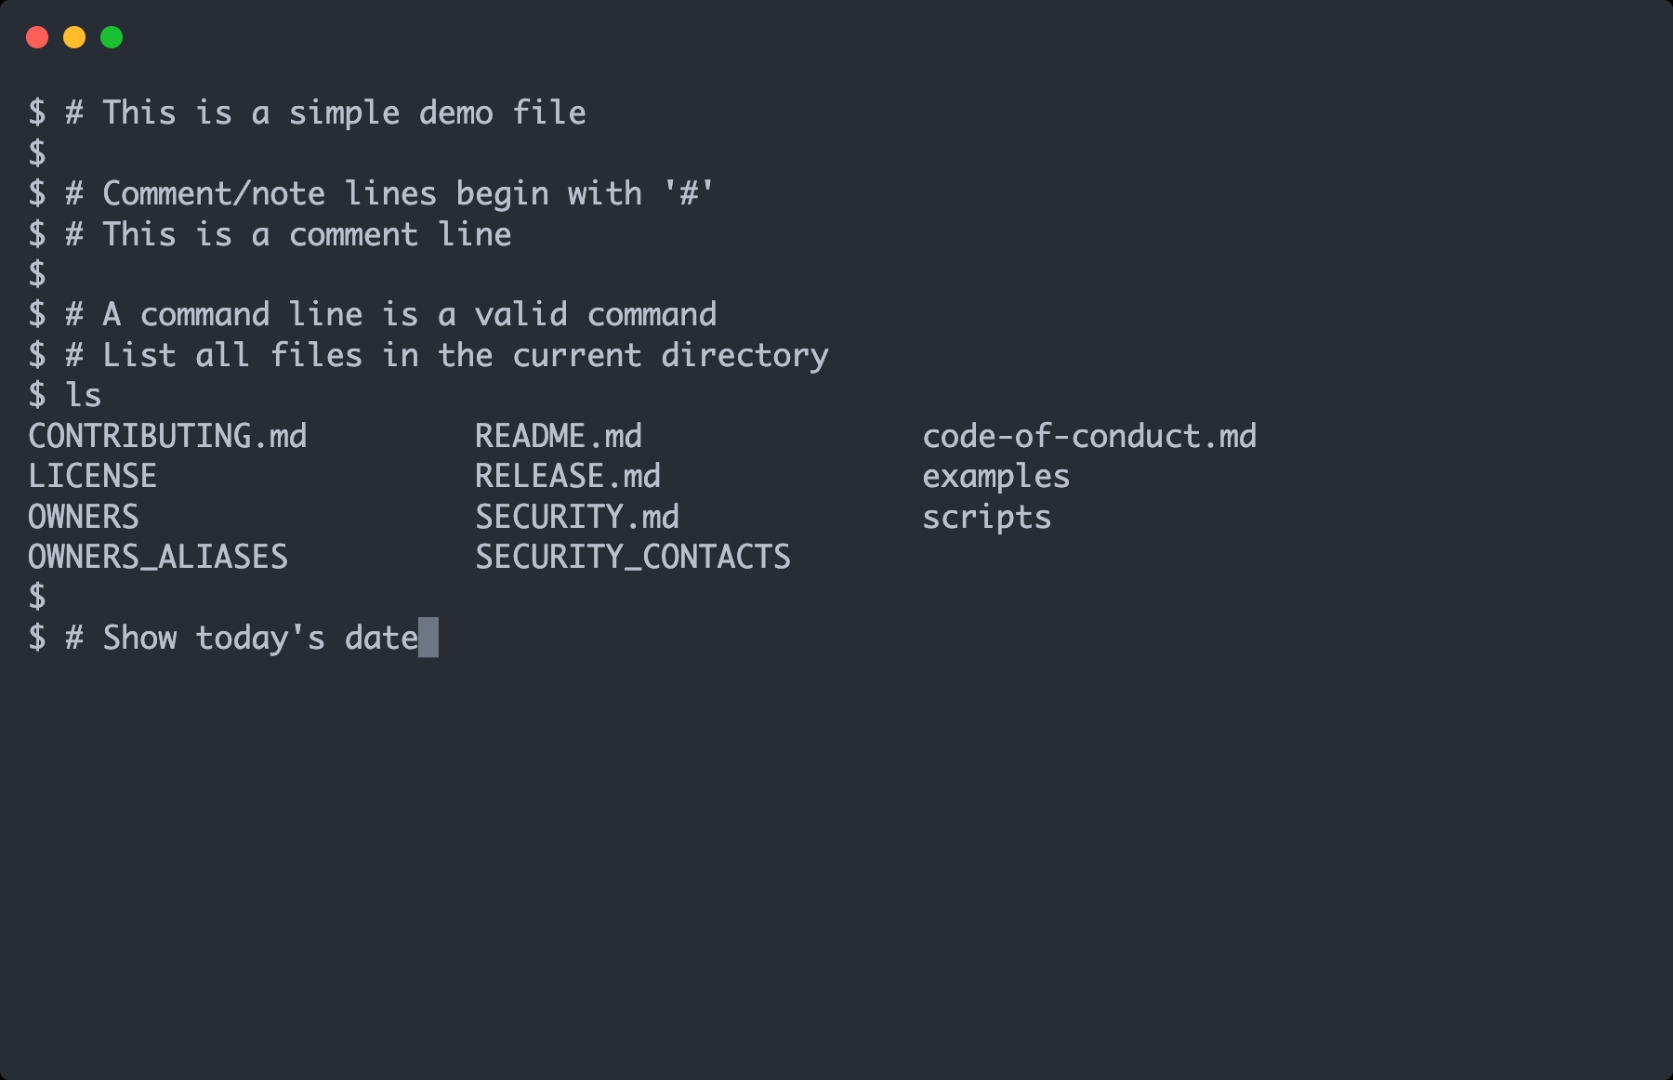 $ # This is a simple demo file
$
$ # Comment/note lines begin with '#'
$ # This is a comment line
$
$ # A command line is a valid command
$ # List all files in the current directory
$ ls
CONTRIBUTING.md         README.md               code-of-conduct.md
LICENSE                 RELEASE.md              examples
OWNERS                  SECURITY.md             scripts
OWNERS_ALIASES          SECURITY_CONTACTS
$
$ # Show today's date